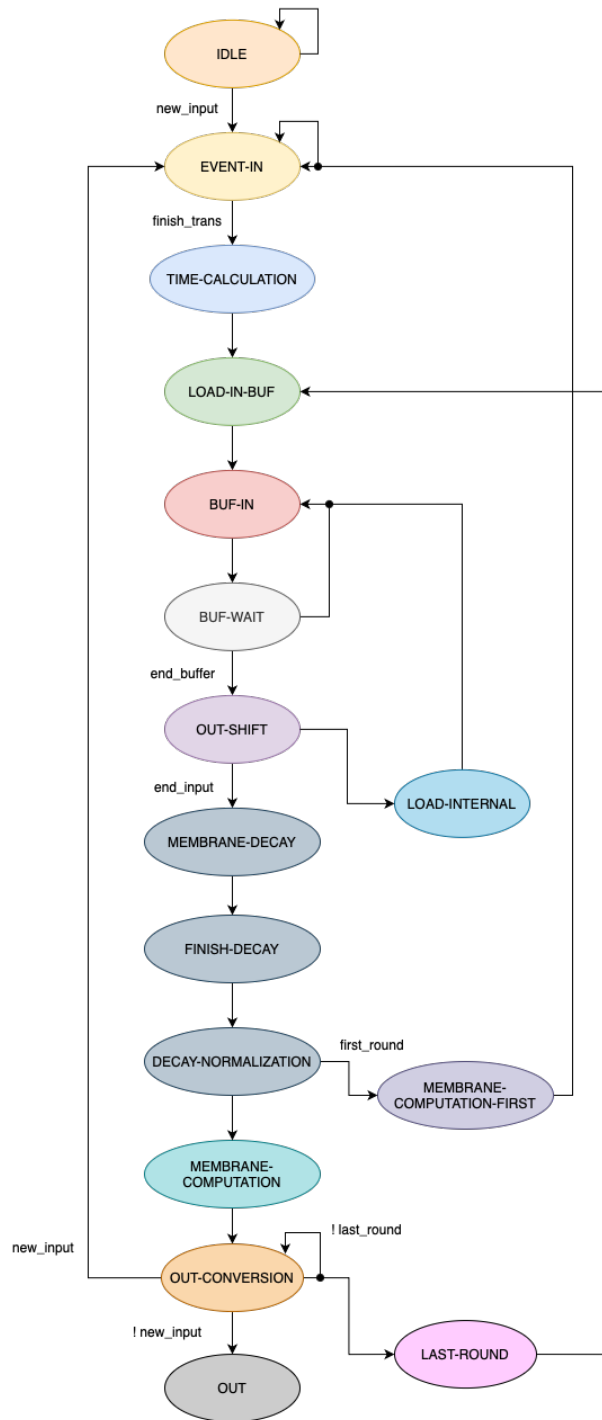 IDLE
new_input
EVENT-IN
finish_trans
TIME-CALCULATION
LOAD-IN-BUF
BUF-IN
BUF-WAIT
end_buffer
OUT-SHIFT
end_input
LOAD-INTERNAL
MEMBRANE-DECAY
FINISH-DECAY
first_round
DECAY-NORMALIZATION
MEMBRANE-
COMPUTATION-FIRST
MEMBRANE-
COMPUTATION
! last_round
new_input
OUT-CONVERSION
! new_input
LAST-ROUND
OUT